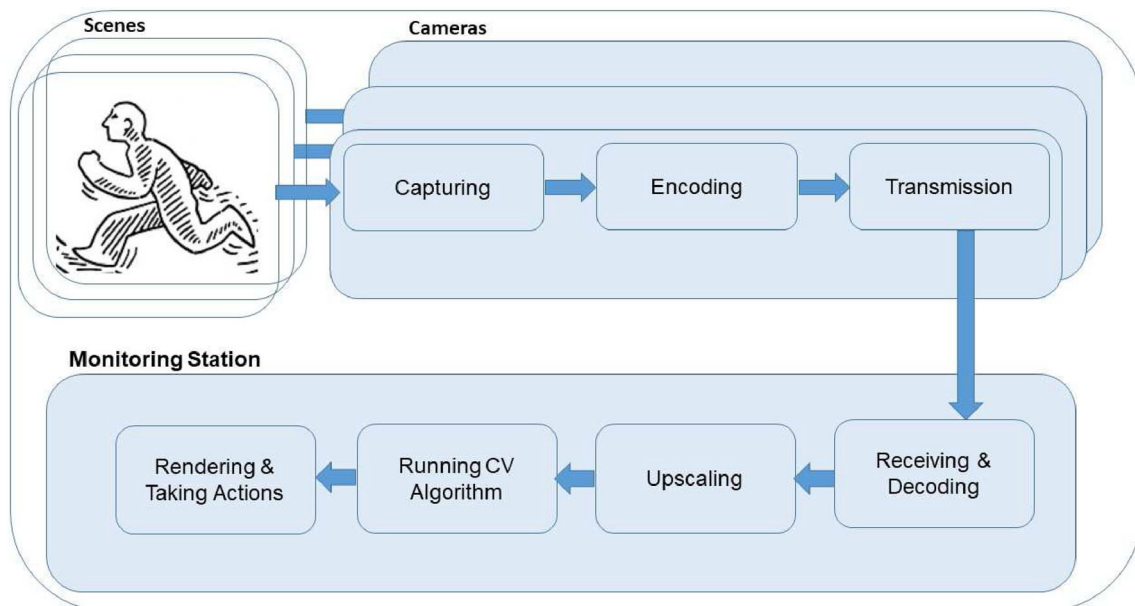 Scenes
Cameras
Capturing
Encoding
Transmission
Monitoring Station
Rendering &
Taking Actions
Running CV
Algorithm
Upscaling
Receiving &
Decoding